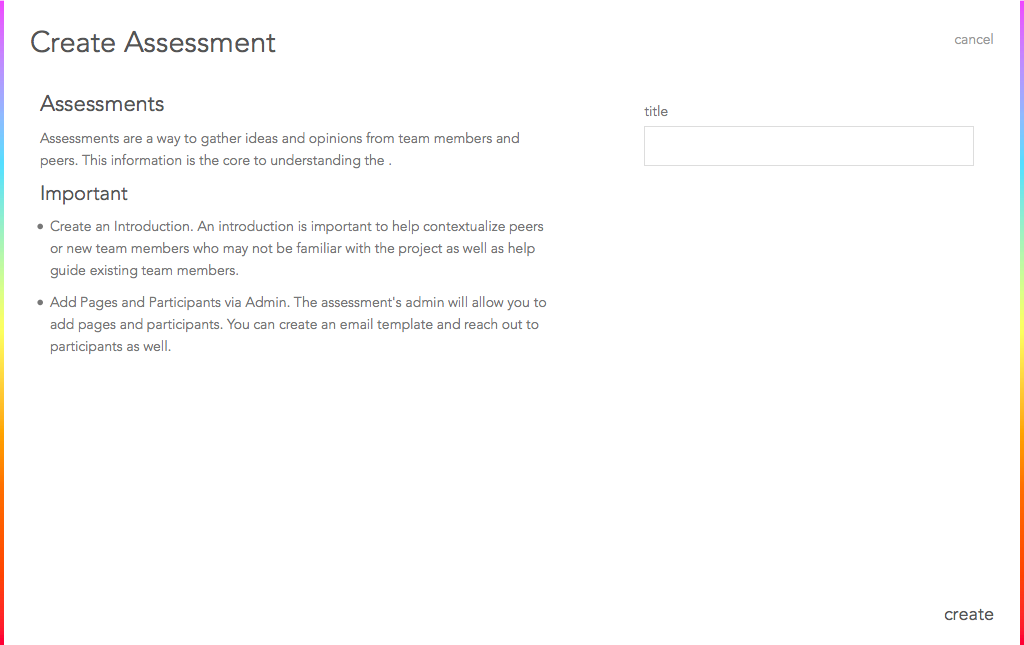 Create Assessment
cancel
Assessments
Assessments are a way to gather ideas and opinions from team members and
peers. This information is the core to understanding the .
Important
• Create an Introduction. An introduction is important to help contextualize peers
or new team members who may not be familiar with the project as well as help
guide existing team members.
• Add Pages and Participants via Admin. The assessment's admin will allow you to
add pages and participants. You can create an email template and reach out to
participants as well.
title
create